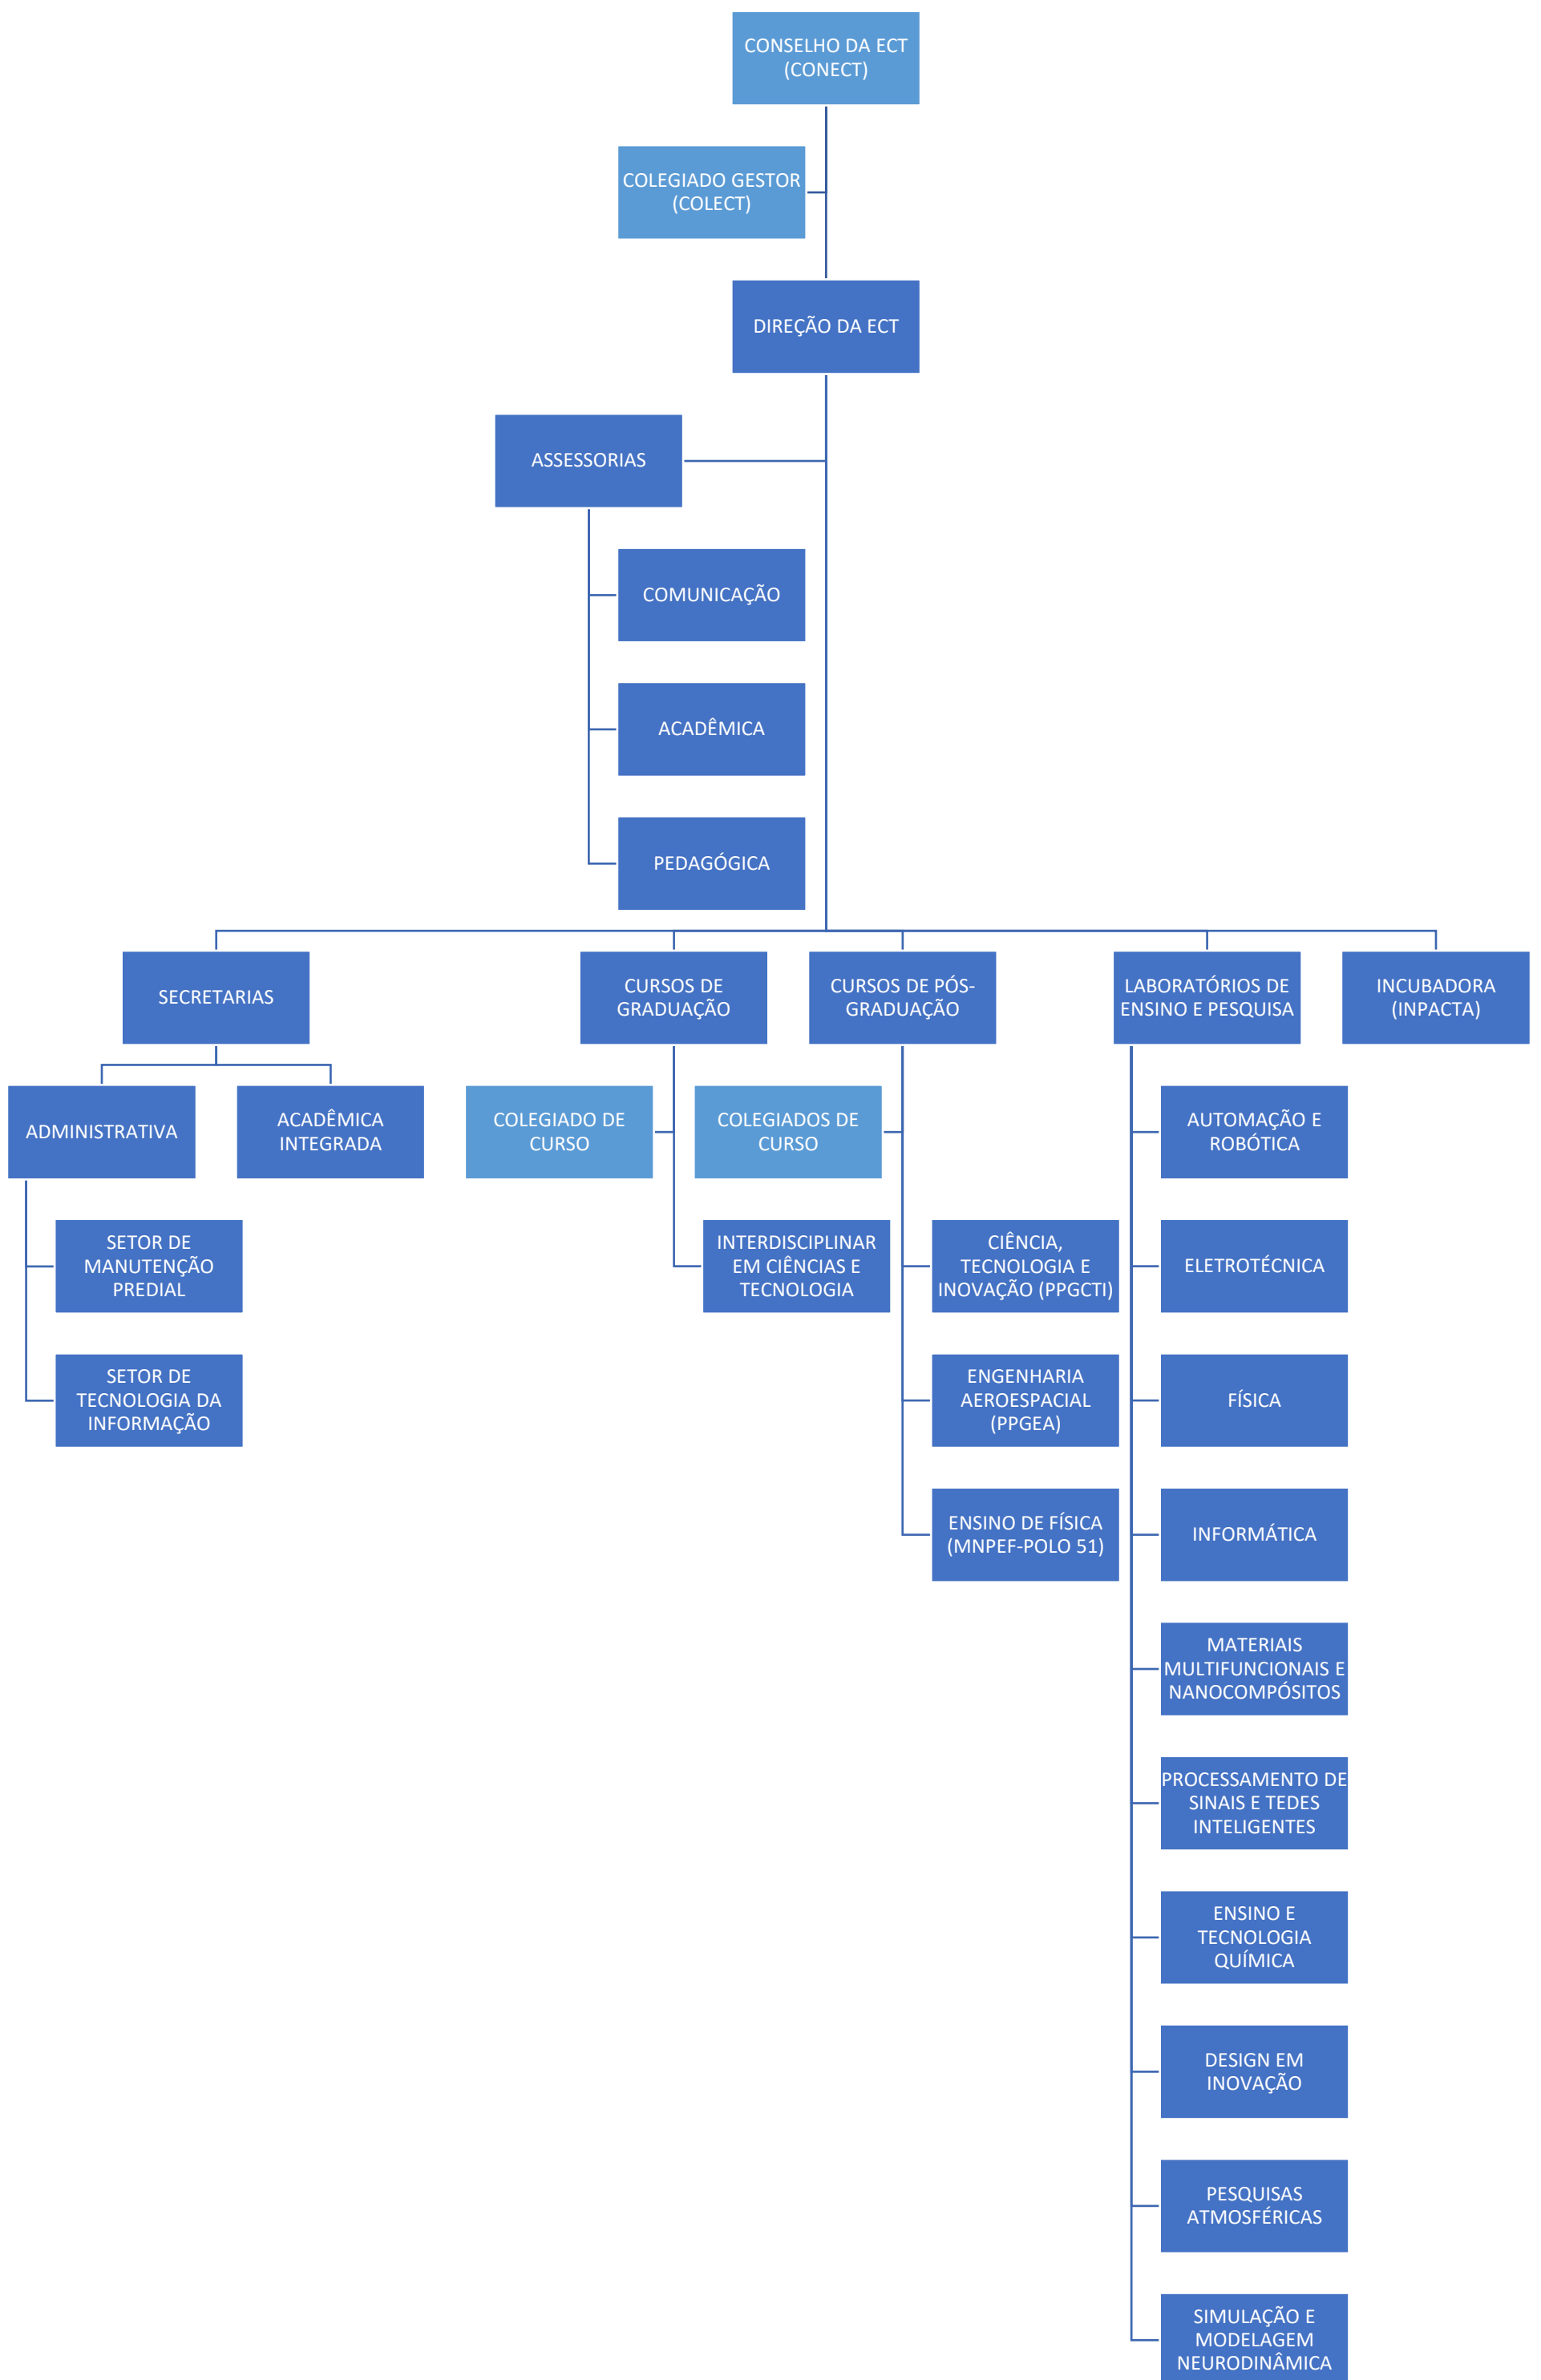 CONSELHO DA ECT
(CONECT)
COLEGIADO GESTOR
(COLECT)
DIREÇÃO DA ECT
ASSESSORIAS
COMUNICAÇÃO
ACADÊMICA
PEDAGÓGICA
SECRETARIAS
CURSOS DE
GRADUAÇÃO
CURSOS DE PÓS-
GRADUAÇÃO
LABORATÓRIOS DE
ENSINO E PESQUISA
INCUBADORA
(INPACTA)
ADMINISTRATIVA
ACADÊMICA
INTEGRADA
COLEGIADO DE
CURSO
COLEGIADOS DE
CURSO
AUTOMAÇÃO E
ROBÓTICA
SETOR DE
MANUTENÇÃO
PREDIAL
INTERDISCIPLINAR
EM CIÊNCIAS E
TECNOLOGIA
CIÊNCIA,
TECNOLOGIA E
INOVAÇÃO (PPGCTI)
ELETROTÉCNICA
SETOR DE
TECNOLOGIA DA
INFORMAÇÃO
ENGENHARIA
AEROESPACIAL
(PPGEA)
FÍSICA
ENSINO DE FÍSICA
(MNPEF-POLO 51)
INFORMÁTICA
MATERIAIS
MULTIFUNCIONAIS E
NANOCOMPÓSITOS
PROCESSAMENTO DE
SINAIS E TEDES
INTELIGENTES
ENSINO E
TECNOLOGIA
QUÍMICA
DESIGN EM
INOVAÇÃO
PESQUISAS
ATMOSFÉRICAS
SIMULAÇÃO E
MODELAGEM
NEURODINÂMICA